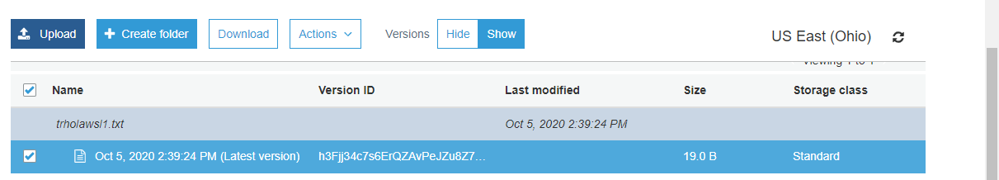 Upload Create folder Download Actions Versions Hide Show US East (Ohio)
Viewing 1 to 1
Name Version ID Last modified Size Storage class
trholawsl1.txt Oct 5, 2020 2:39:24 PM
Oct 5, 2020 2:39:24 PM (Latest version) h3Fjj34c7s6ErQZAvPeJZu8Z7... 19.0 B Standard